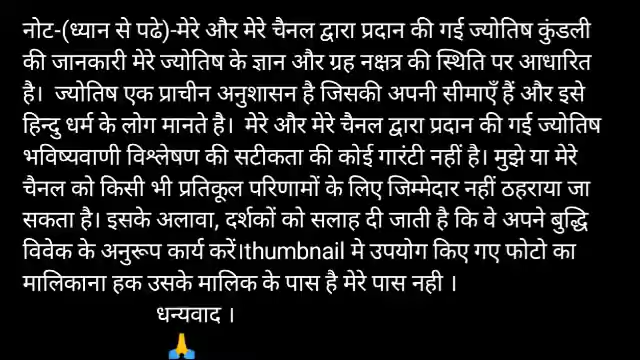 नोट-(ध्यान से पढे)-मेरे और मेरे चैनल द्वारा प्रदान की गई ज्योतिष कुंडली
की जानकारी मेरे ज्योतिष के ज्ञान और ग्रह नक्षत्र की स्थिति पर आधारित
है। ज्योतिष एक प्राचीन अनुशासन है जिसकी अपनी सीमाएँ हैं और इसे
हिन्दु धर्म के लोग मानते है। मेरे और मेरे चैनल द्वारा प्रदान की गई ज्योतिष
भविष्यवाणी विश्लेषण की सटीकता की कोई गारंटी नहीं है। मुझे या मेरे
चैनल को किसी भी प्रतिकूल परिणामों के लिए जिम्मेदार नहीं ठहराया जा
सकता है। इसके अलावा, दर्शकों को सलाह दी जाती है कि वे अपने बुद्धि
विवेक के अनुरूप कार्य करें।thumbnail मे उपयोग किए गए फोटो का
मालिकाना हक उसके मालिक के पास है मेरे पास नही ।
धन्यवाद ।
🙏